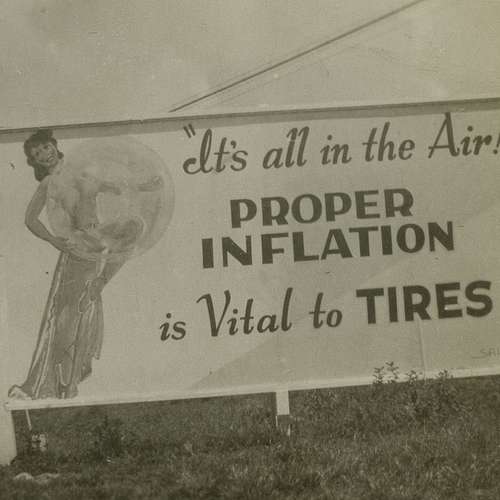 "It's all in the Air!
PROPER
INFLATION
is Vital to TIRES